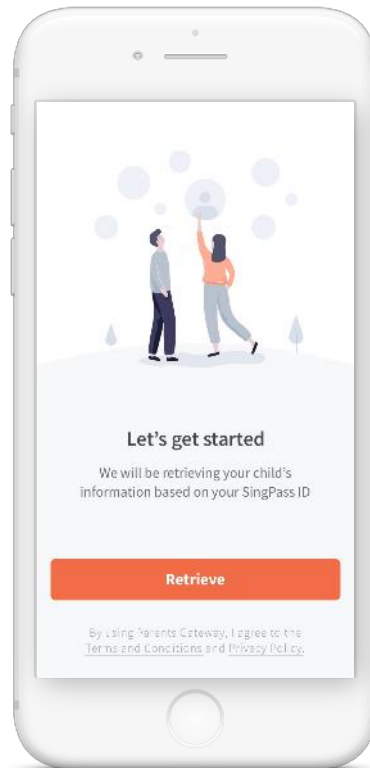 Let's get started
We will be retrieving your child's
information based on your SingPass ID
Retrieve
By using Parents Gateway, I agree to the
Terms and Conditions and Privacy Policy.